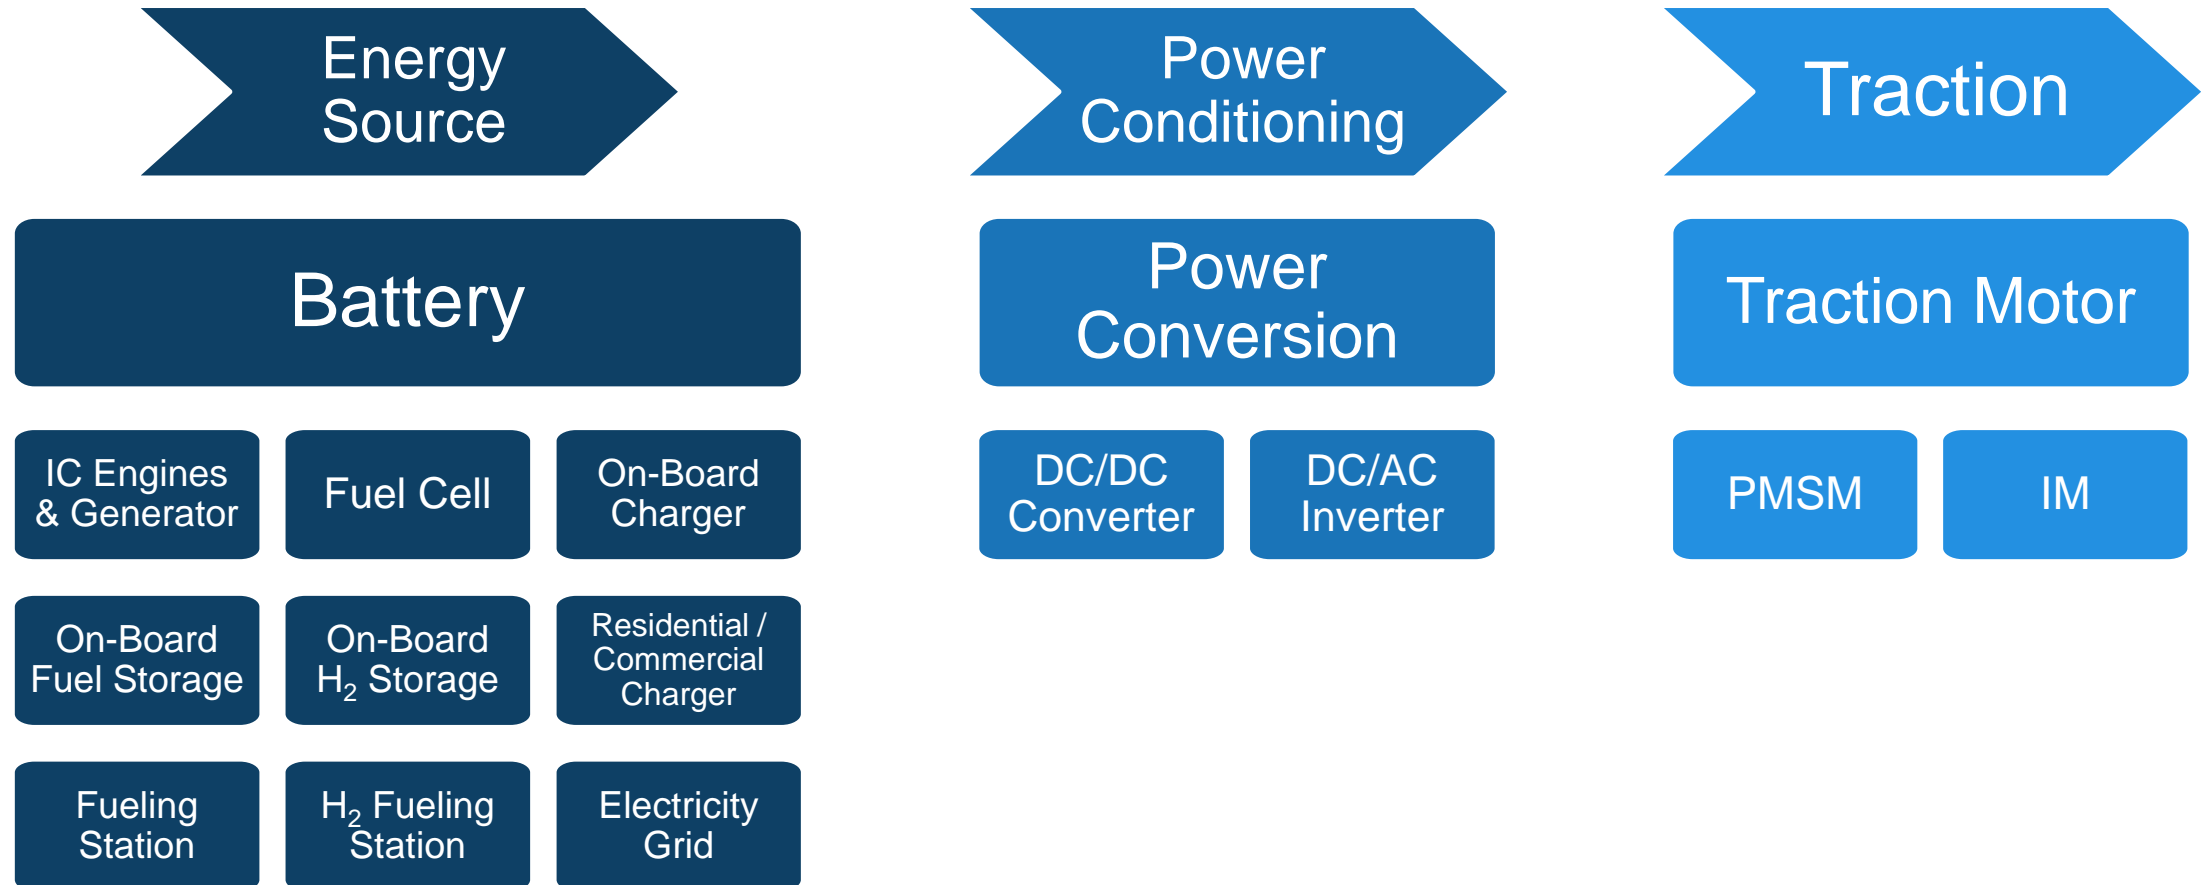 Energy
Source
Power
Conditioning
Traction
Battery
Power
Conversion
Traction Motor
IC Engines
& Generator
Fuel Cell
On-Board
Charger
DC/DC
Converter
DC/AC
Inverter
PMSM
IM
On-Board
Fuel Storage
On-Board
H₂ Storage
Residential /
Commercial
Charger
Fueling
Station
H₂ Fueling
Station
Electricity
Grid